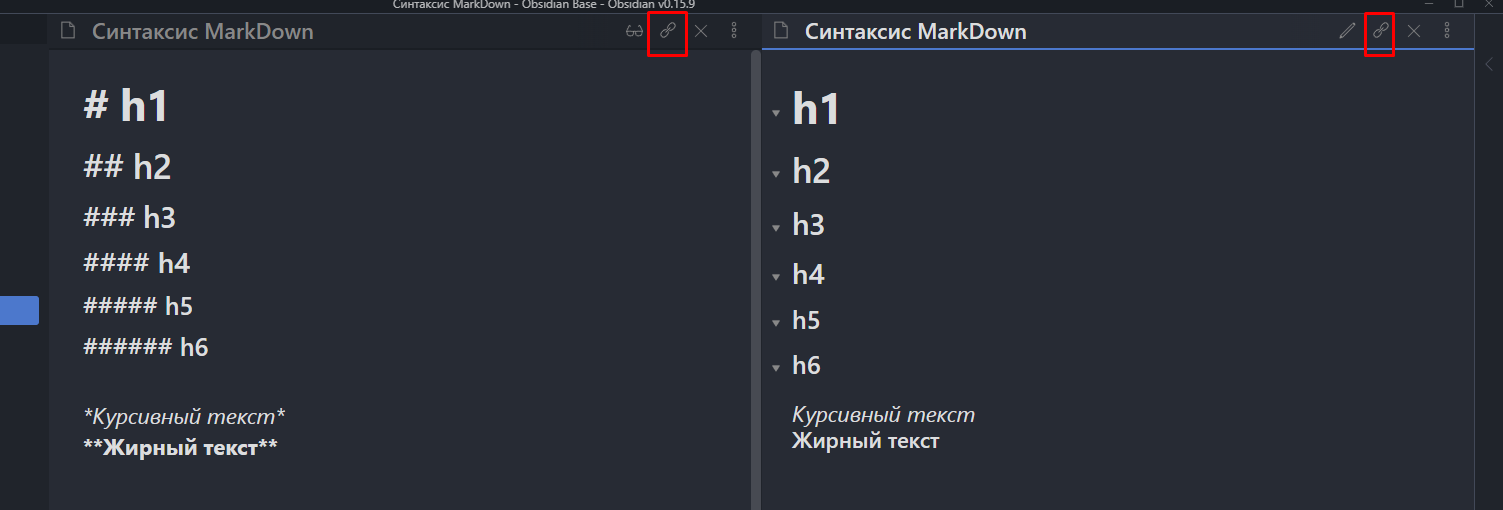 Синтаксис MarkDown - Obsidian Base - Obsidian v0.15.9
Синтаксис MarkDown
# h1
## h2
### h3
#### h4
##### h5
###### h6
*Курсивный текст*
**Жирный текст**
Синтаксис MarkDown
h1
h2
h3
h4
h5
h6
Курсивный текст
Жирный текст